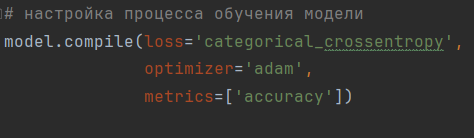 # настройка процесса обучения модели
model.compile(loss='categorical_crossentropy',
optimizer='adam',
metrics=['accuracy'])